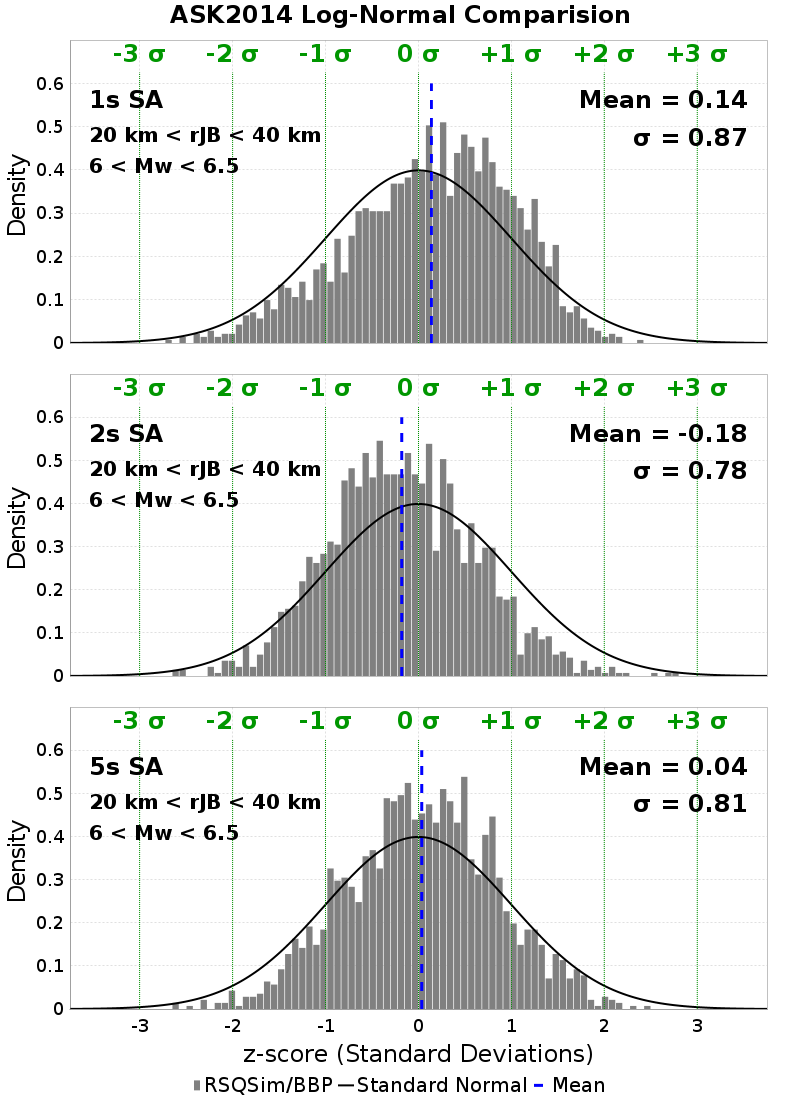 ASK2014 Log-Normal Comparision
-3 σ -2 σ -1 σ 0 σ +1 σ +2 σ +3 σ
1s SA
Mean = 0.14
20 km < rJB < 40 km
σ = 0.87
6 < Mw < 6.5
Density
0.6
0.5
0.4
0.3
0.2
0.1
0
-3 σ -2 σ -1 σ 0 σ +1 σ +2 σ +3 σ
2s SA
Mean = -0.18
20 km < rJB < 40 km
σ = 0.78
6 < Mw < 6.5
Density
0.6
0.5
0.4
0.3
0.2
0.1
0
-3 σ -2 σ -1 σ 0 σ +1 σ +2 σ +3 σ
5s SA
Mean = 0.04
20 km < rJB < 40 km
σ = 0.81
6 < Mw < 6.5
Density
0.6
0.5
0.4
0.3
0.2
0.1
0
-3 -2 -1 0 1 2 3
z-score (Standard Deviations)
RSQSim/BBP Standard Normal Mean